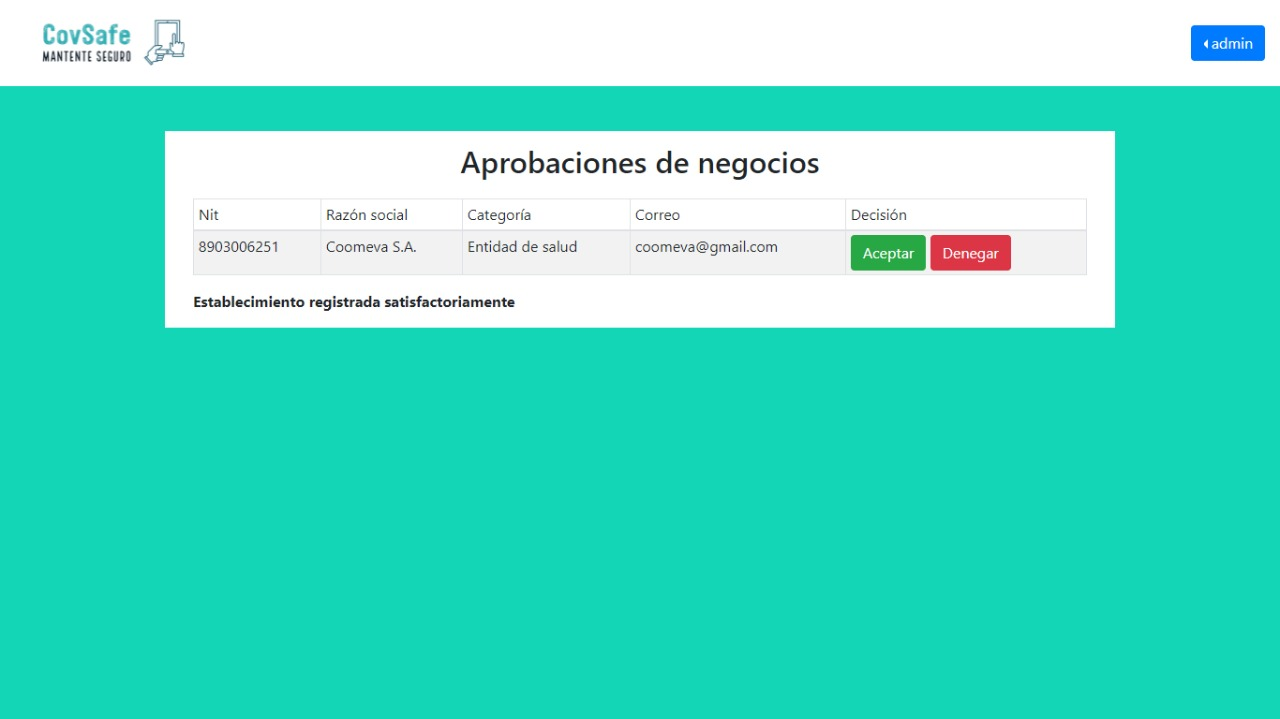 CovSafe
MANTENTE SEGURO
admin
Aprobaciones de negocios
Nit Razón social Categoría Correo Decisión
8903006251 Coomeva S.A. Entidad de salud coomeva@gmail.com Aceptar Denegar
Establecimiento registrada satisfactoriamente